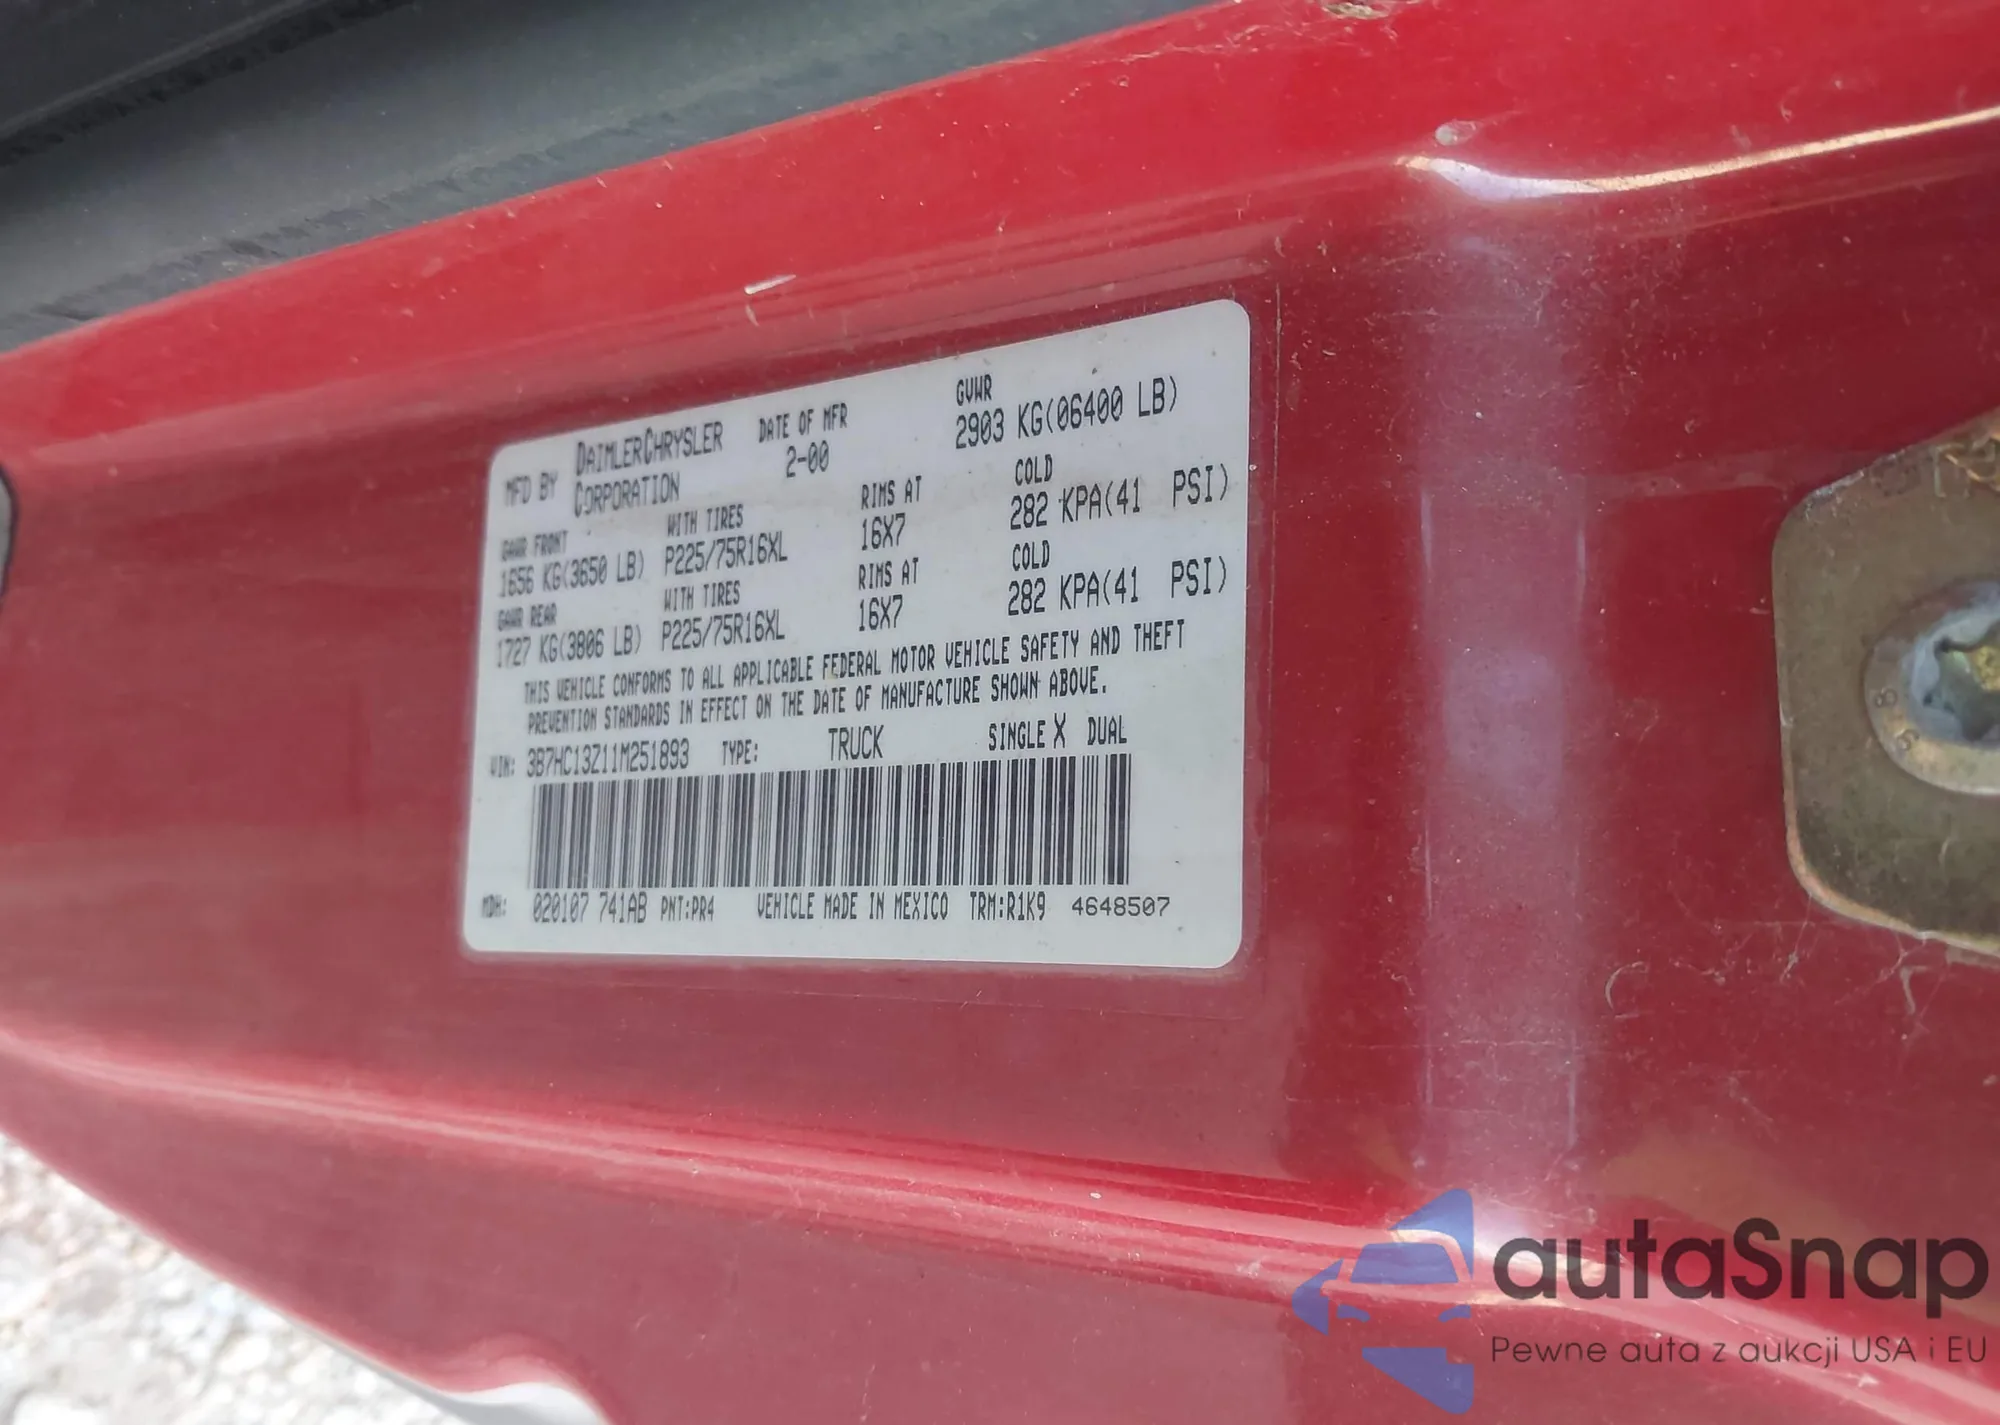 MFD BY DAIMLERCHRYSLER CORPORATION DATE OF MFR 2-00 GVWR 2903 KG(06400 LB)
GAWR FRONT WITH TIRES RIMS AT COLD
1656 KG(3650 LB) P225/75R16XL 16X7 282 KPA(41 PSI)
GAWR REAR WITH TIRES RIMS AT COLD
1727 KG(3806 LB) P225/75R16XL 16X7 282 KPA(41 PSI)
THIS VEHICLE CONFORMS TO ALL APPLICABLE FEDERAL MOTOR VEHICLE SAFETY AND THEFT
PREVENTION STANDARDS IN EFFECT ON THE DATE OF MANUFACTURE SHOWN ABOVE.
VIN: 3B7HC13Z11M251893 TYPE: TRUCK SINGLE X DUAL
MDH: 020107 741AB PNT:PR4 VEHICLE MADE IN MEXICO TRM:R1K9 4648507
autaSnap
Pewne auta z aukcji USA i EU